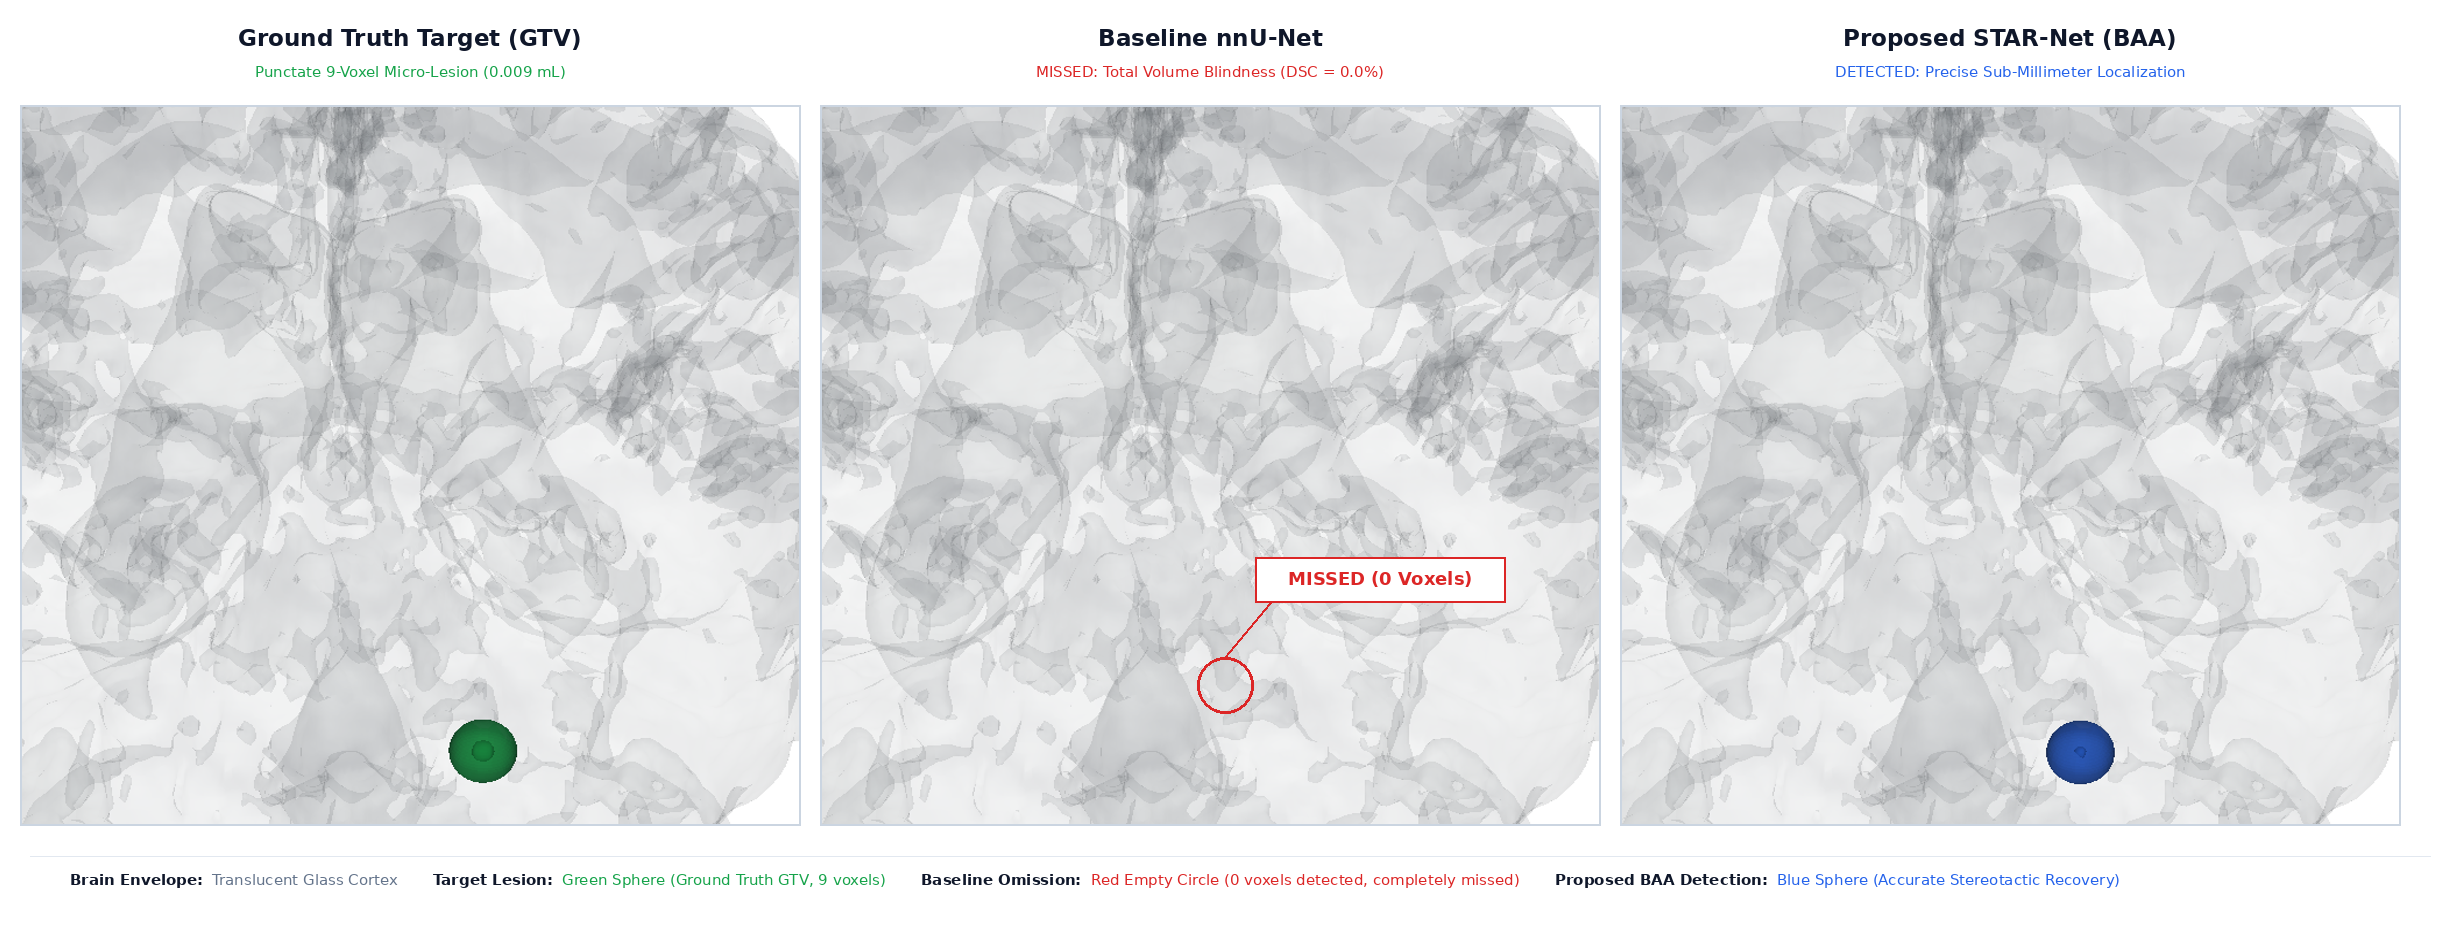 Ground Truth Target (GTV)
Punctate 9-Voxel Micro-Lesion (0.009 mL)
Baseline nnU-Net
MISSED: Total Volume Blindness (DSC = 0.0%)
Proposed STAR-Net (BAA)
DETECTED: Precise Sub-Millimeter Localization
MISSED (0 Voxels)
Brain Envelope: Translucent Glass Cortex Target Lesion: Green Sphere (Ground Truth GTV, 9 voxels) Baseline Omission: Red Empty Circle (0 voxels detected, completely missed) Proposed BAA Detection: Blue Sphere (Accurate Stereotactic Recovery)